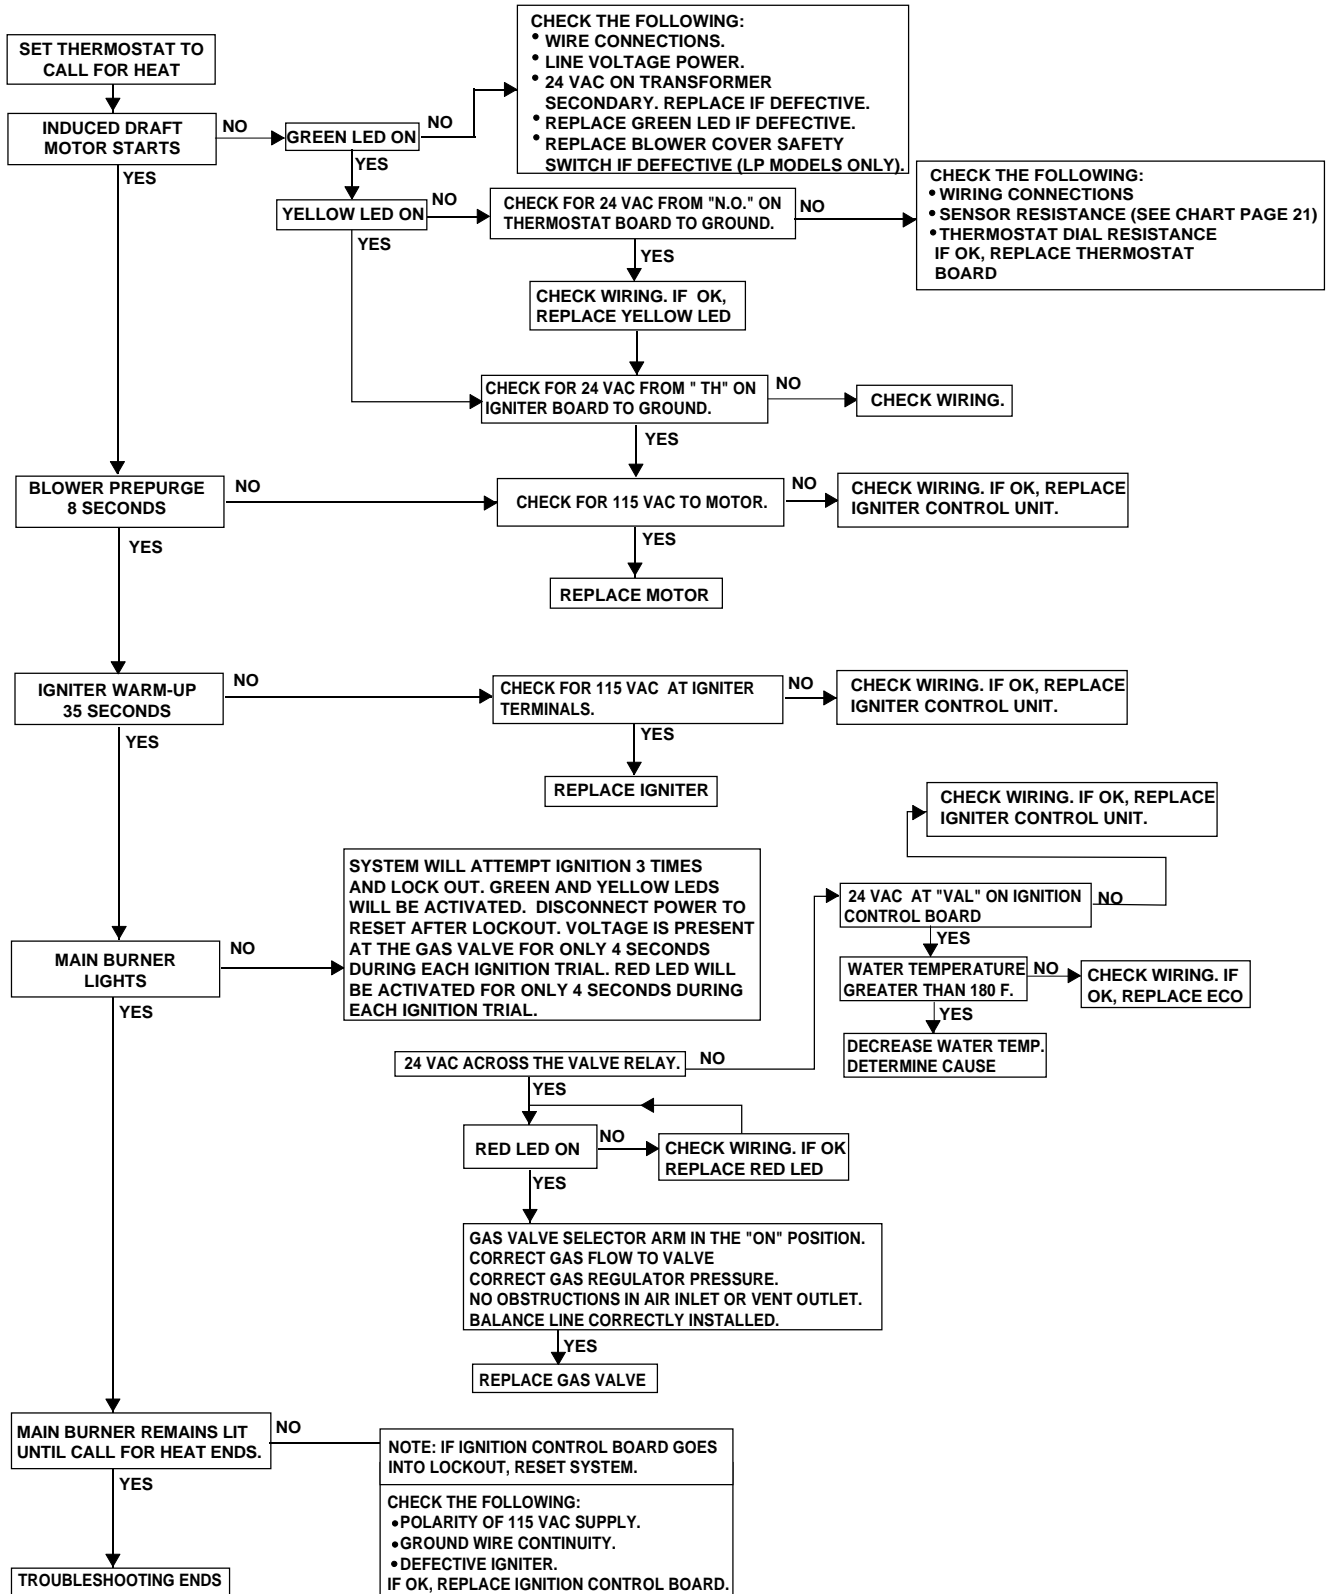 SET THERMOSTAT TO
CALL FOR HEAT
CHECK THE FOLLOWING:
• WIRE CONNECTIONS.
• LINE VOLTAGE POWER.
• 24 VAC ON TRANSFORMER
SECONDARY. REPLACE IF DEFECTIVE.
• REPLACE GREEN LED IF DEFECTIVE.
• REPLACE BLOWER COVER SAFETY
SWITCH IF DEFECTIVE (LP MODELS ONLY).
INDUCED DRAFT
MOTOR STARTS
NO
GREEN LED ON
NO
YES
YES
YELLOW LED ON
NO
YES
CHECK FOR 24 VAC FROM "N.O." ON
THERMOSTAT BOARD TO GROUND.
NO
YES
CHECK THE FOLLOWING:
• WIRING CONNECTIONS
• SENSOR RESISTANCE (SEE CHART PAGE 21)
• THERMOSTAT DIAL RESISTANCE
IF OK, REPLACE THERMOSTAT
BOARD
CHECK WIRING. IF OK,
REPLACE YELLOW LED
CHECK FOR 24 VAC FROM " TH" ON
IGNITER BOARD TO GROUND.
NO
CHECK WIRING.
YES
BLOWER PREPURGE
8 SECONDS
NO
CHECK FOR 115 VAC TO MOTOR.
NO
CHECK WIRING. IF OK, REPLACE
IGNITER CONTROL UNIT.
YES
YES
REPLACE MOTOR
IGNITER WARM-UP
35 SECONDS
NO
CHECK FOR 115 VAC AT IGNITER
TERMINALS.
NO
CHECK WIRING. IF OK, REPLACE
IGNITER CONTROL UNIT.
YES
YES
REPLACE IGNITER
CHECK WIRING. IF OK, REPLACE
IGNITER CONTROL UNIT.
SYSTEM WILL ATTEMPT IGNITION 3 TIMES
AND LOCK OUT. GREEN AND YELLOW LEDS
WILL BE ACTIVATED. DISCONNECT POWER TO
RESET AFTER LOCKOUT. VOLTAGE IS PRESENT
AT THE GAS VALVE FOR ONLY 4 SECONDS
DURING EACH IGNITION TRIAL. RED LED WILL
BE ACTIVATED FOR ONLY 4 SECONDS DURING
EACH IGNITION TRIAL.
24 VAC AT "VAL" ON IGNITION
CONTROL BOARD
NO
YES
MAIN BURNER
LIGHTS
NO
YES
WATER TEMPERATURE
GREATER THAN 180 F.
NO
CHECK WIRING. IF
OK, REPLACE ECO
YES
DECREASE WATER TEMP.
DETERMINE CAUSE
24 VAC ACROSS THE VALVE RELAY.
NO
YES
RED LED ON
NO
CHECK WIRING. IF OK
REPLACE RED LED
YES
GAS VALVE SELECTOR ARM IN THE "ON" POSITION.
CORRECT GAS FLOW TO VALVE
CORRECT GAS REGULATOR PRESSURE.
NO OBSTRUCTIONS IN AIR INLET OR VENT OUTLET.
BALANCE LINE CORRECTLY INSTALLED.
YES
REPLACE GAS VALVE
MAIN BURNER REMAINS LIT
UNTIL CALL FOR HEAT ENDS.
NO
YES
NOTE: IF IGNITION CONTROL BOARD GOES
INTO LOCKOUT, RESET SYSTEM.
CHECK THE FOLLOWING:
• POLARITY OF 115 VAC SUPPLY.
• GROUND WIRE CONTINUITY.
• DEFECTIVE IGNITER.
IF OK, REPLACE IGNITION CONTROL BOARD.
TROUBLESHOOTING ENDS